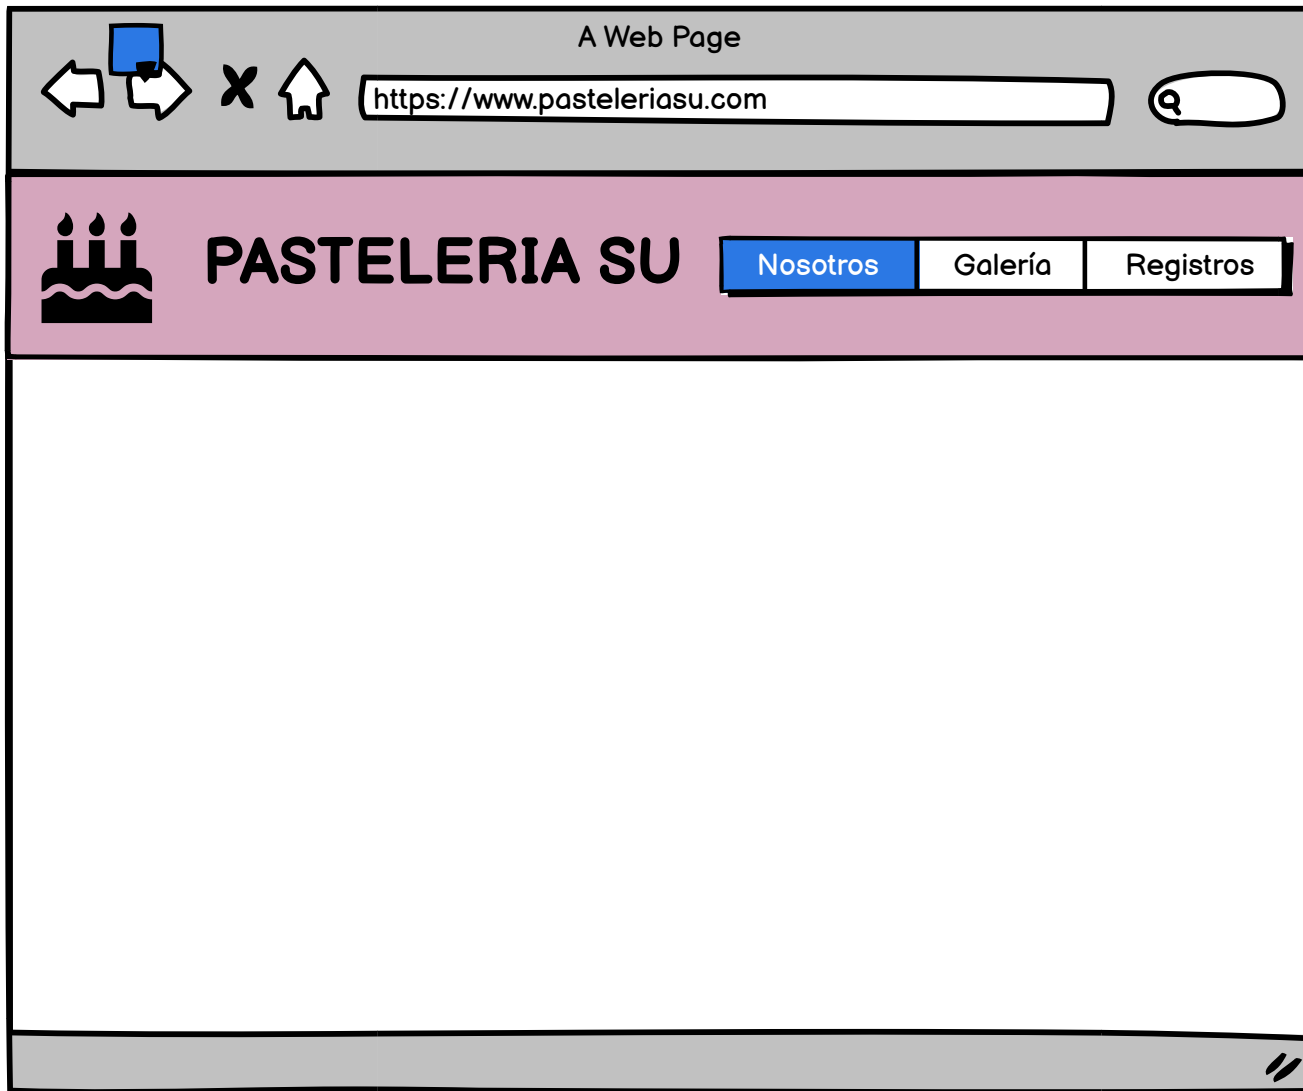 A Web Page
https://www.pasteleriasu.com
PASTELERIA SU
Nosotros
Galería
Registros